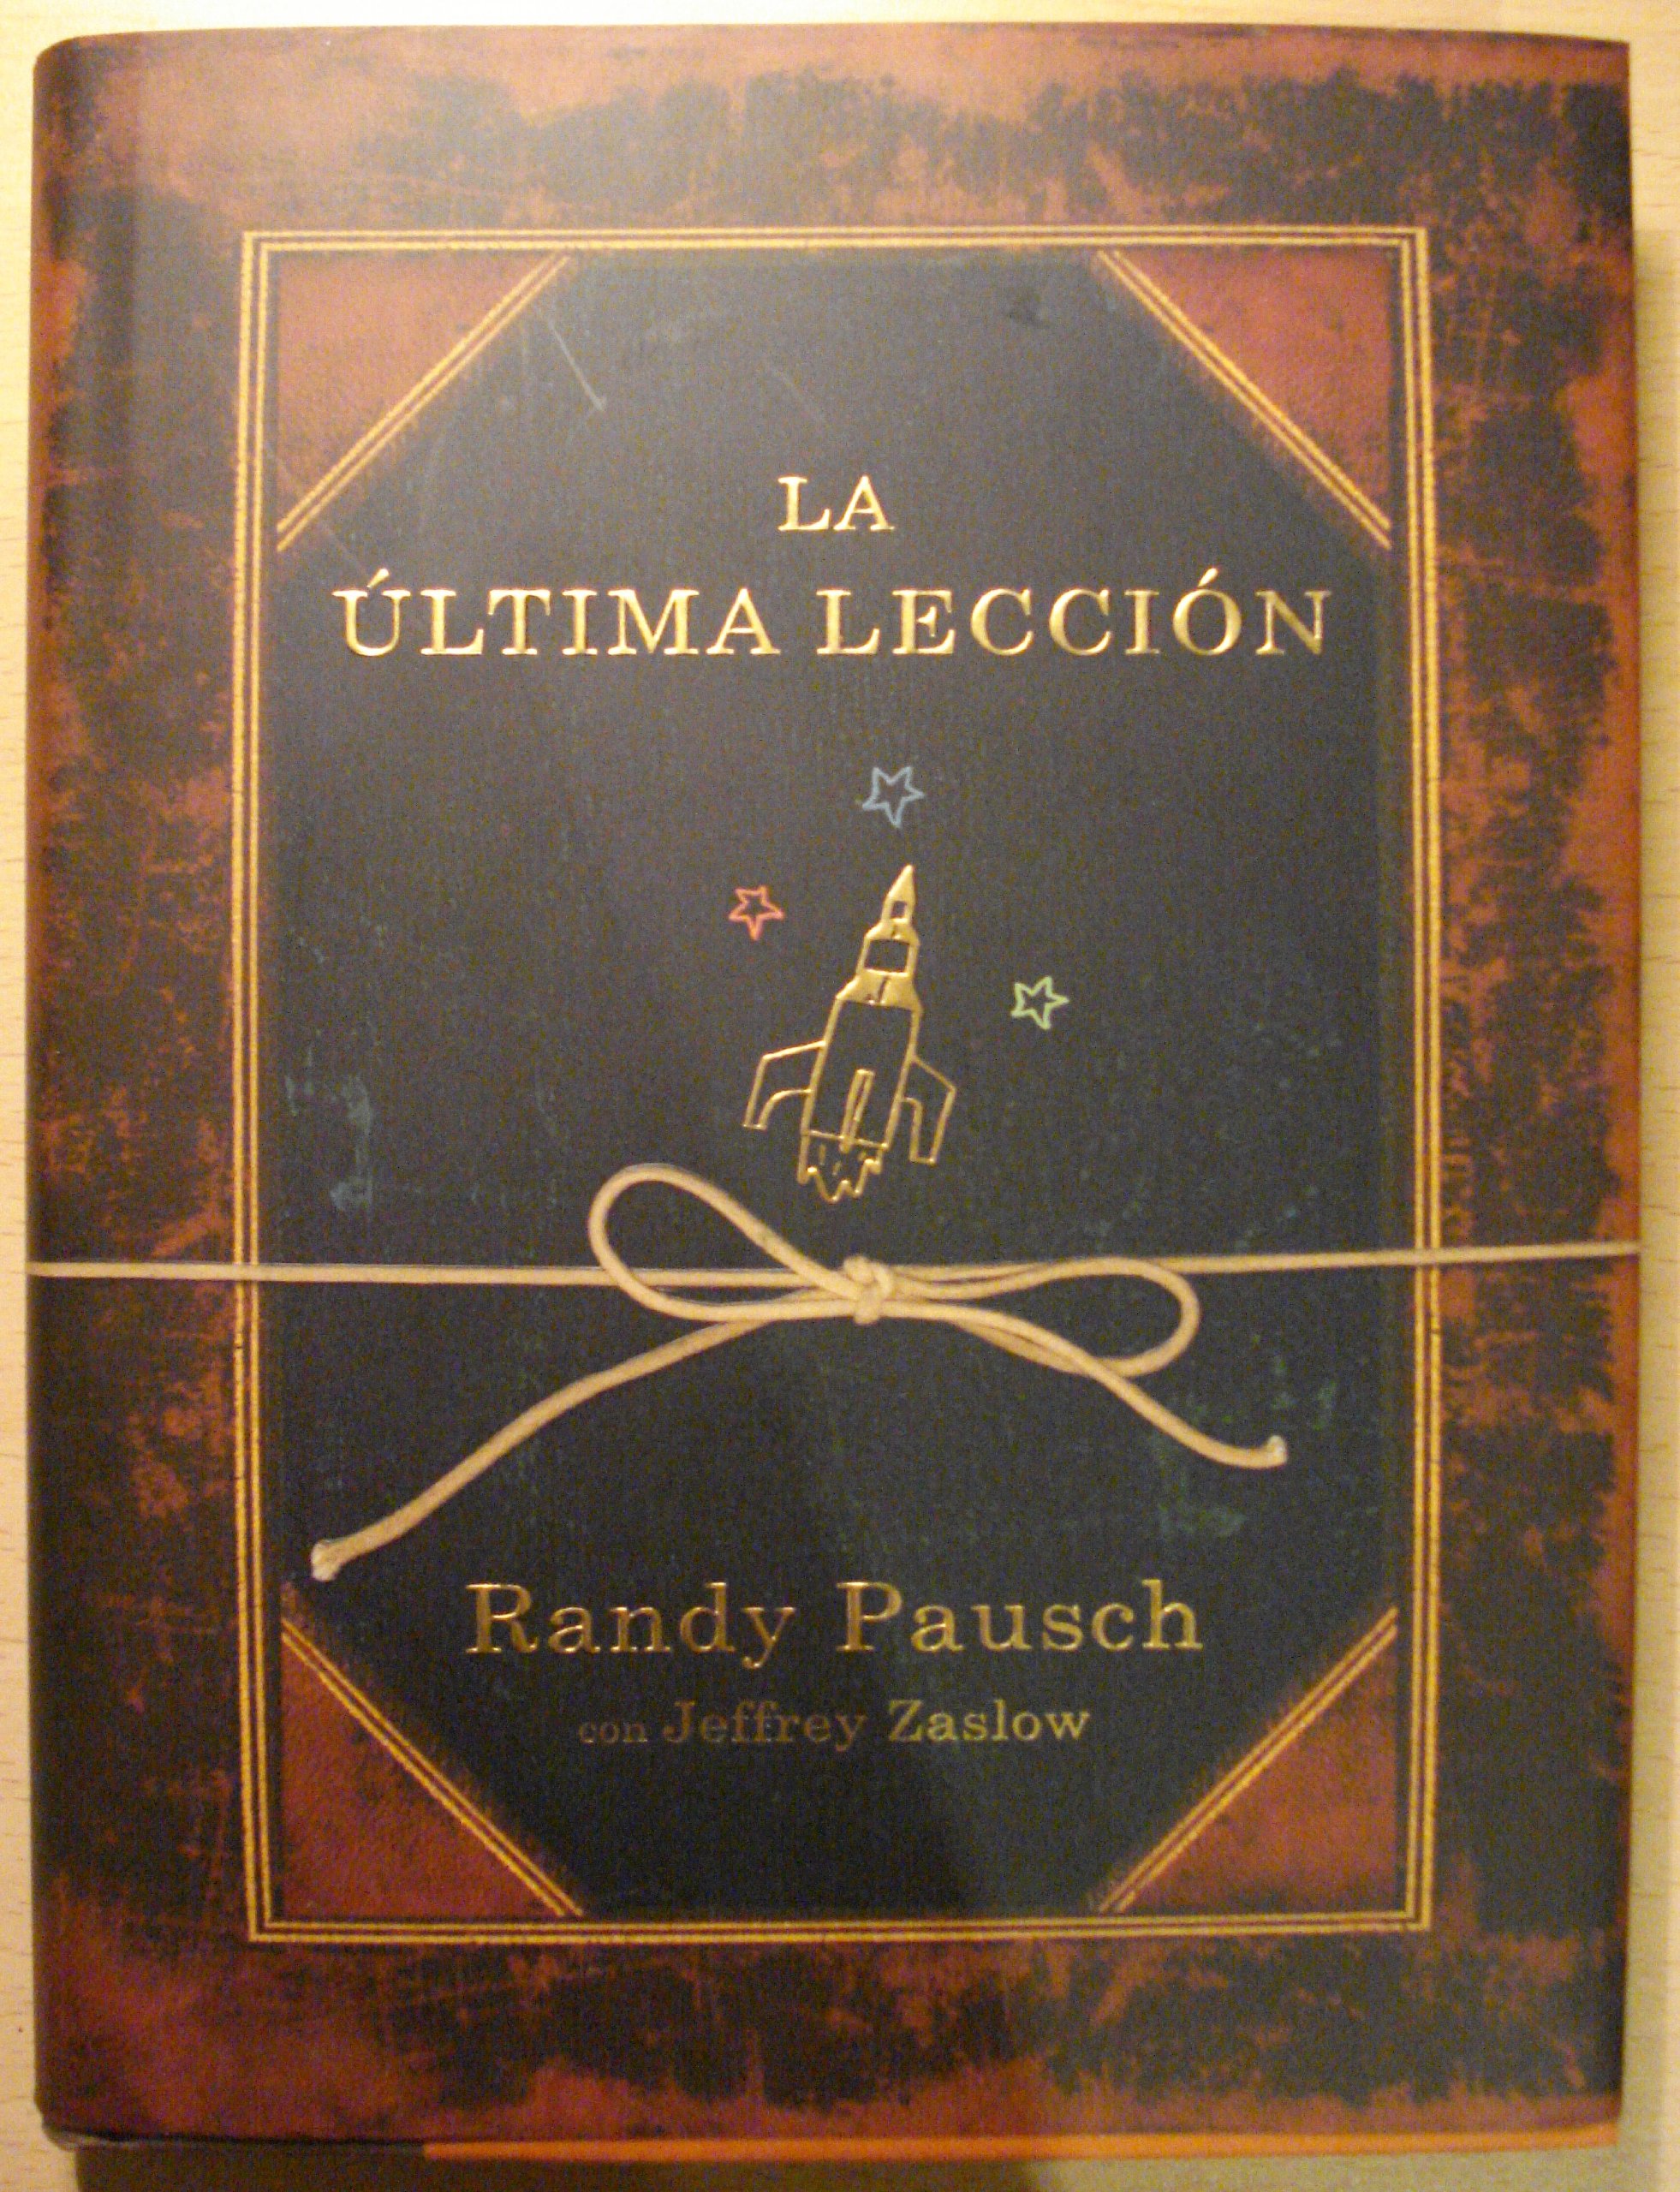 LA
ÚLTIMA LECCIÓN
Randy Pausch
con Jeffrey Zaslow